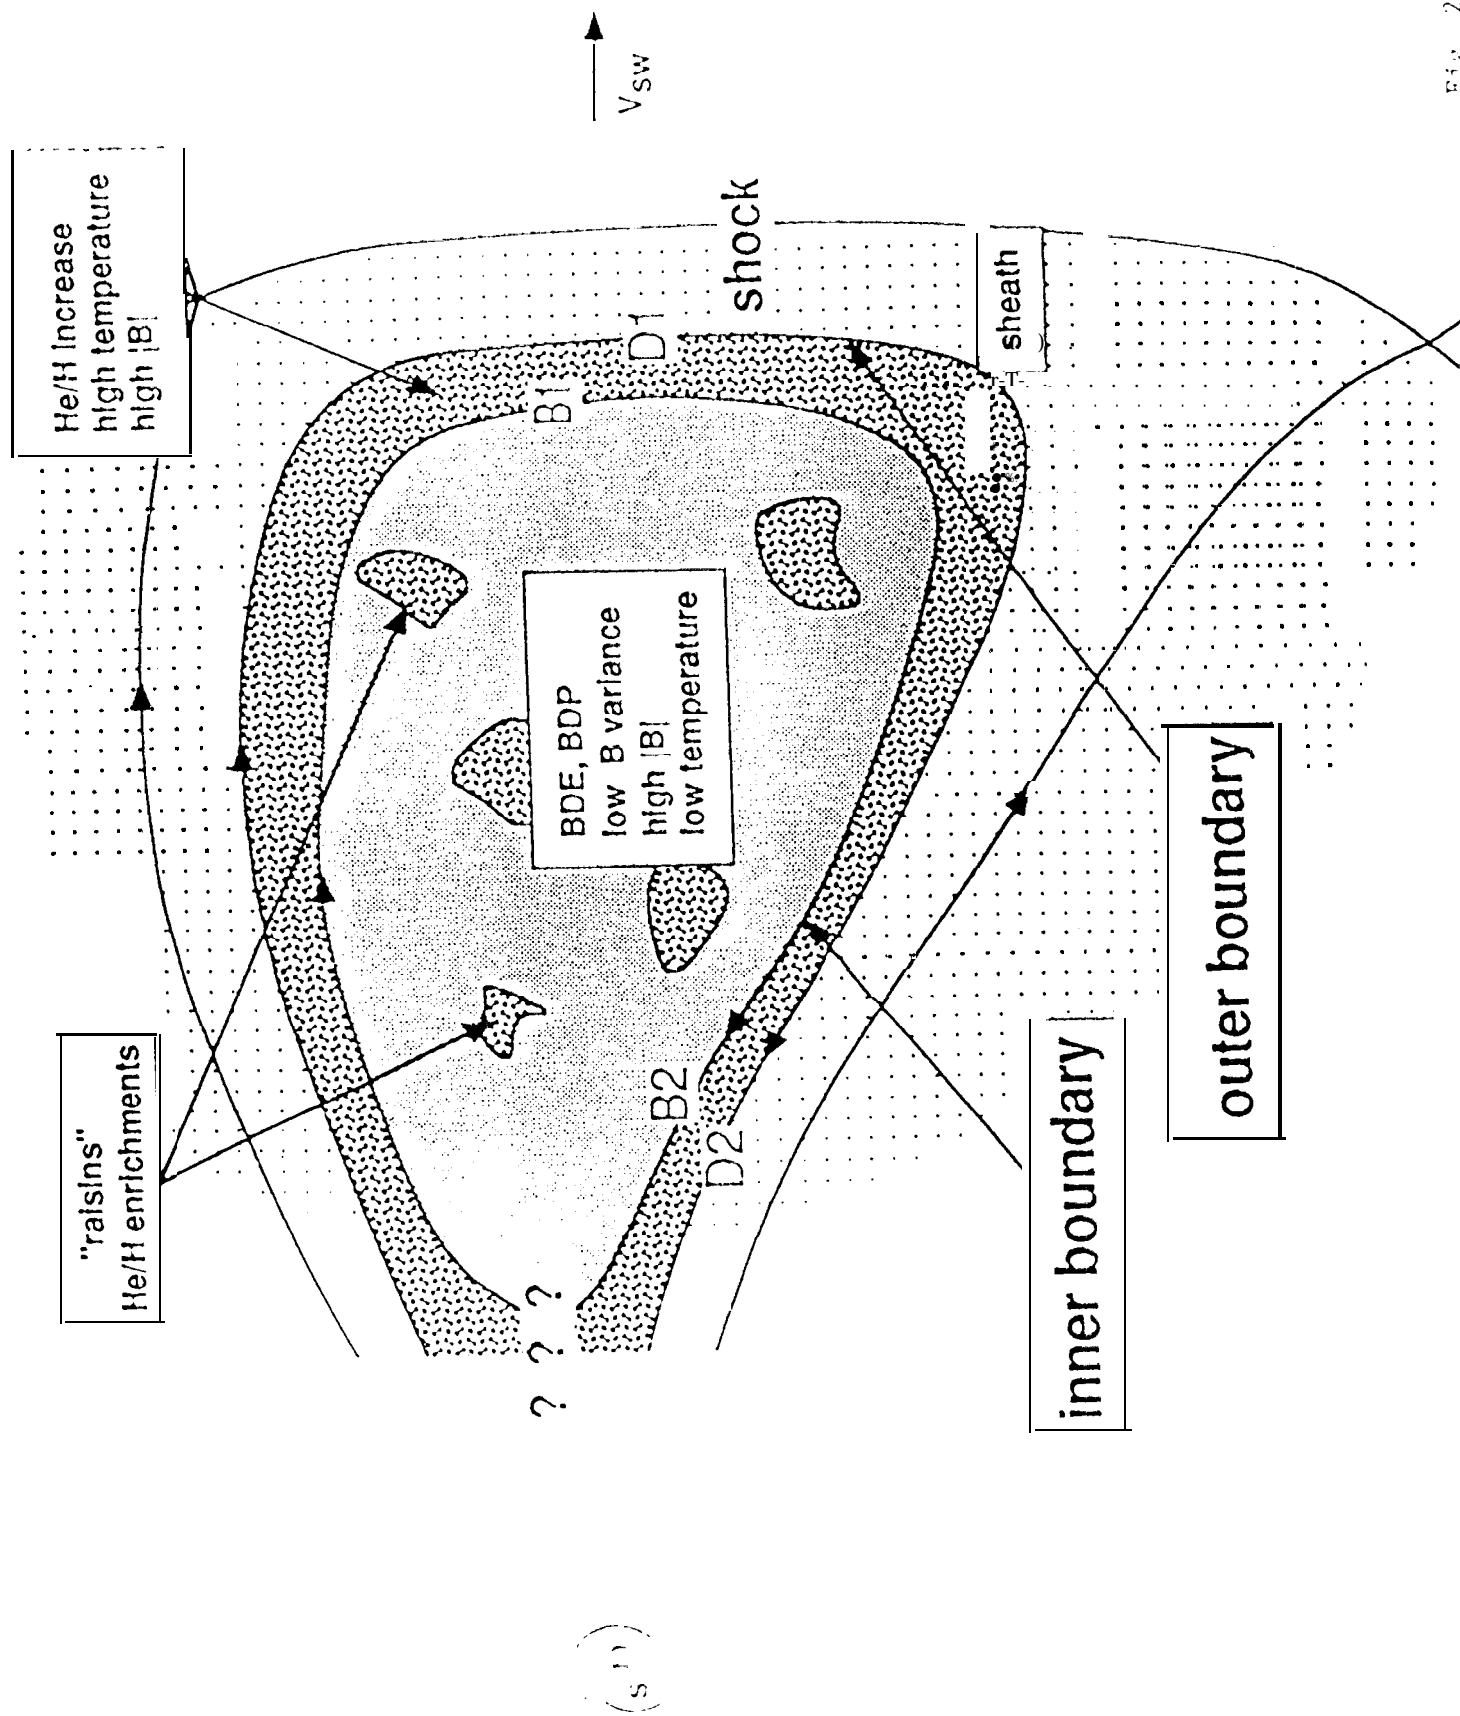 He/H Increase
high temperature
high |B|
V SW
shock
sheath
D1
B1
BDE, BDP
low B variance
high |B|
low temperature
"raisins"
He/H enrichments
B2
D2
? ? ?
inner boundary
outer boundary